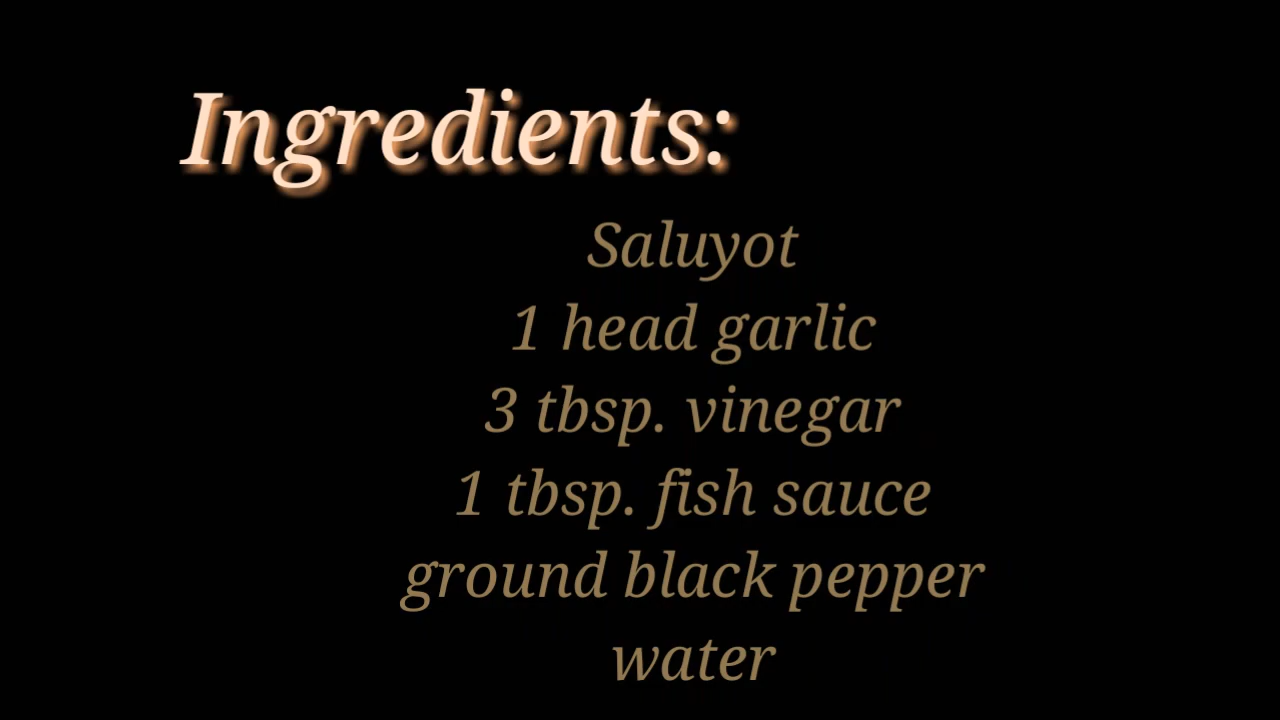 Ingredients:
Saluyot
1 head garlic
3 tbsp. vinegar
1 tbsp. fish sauce
ground black pepper
water